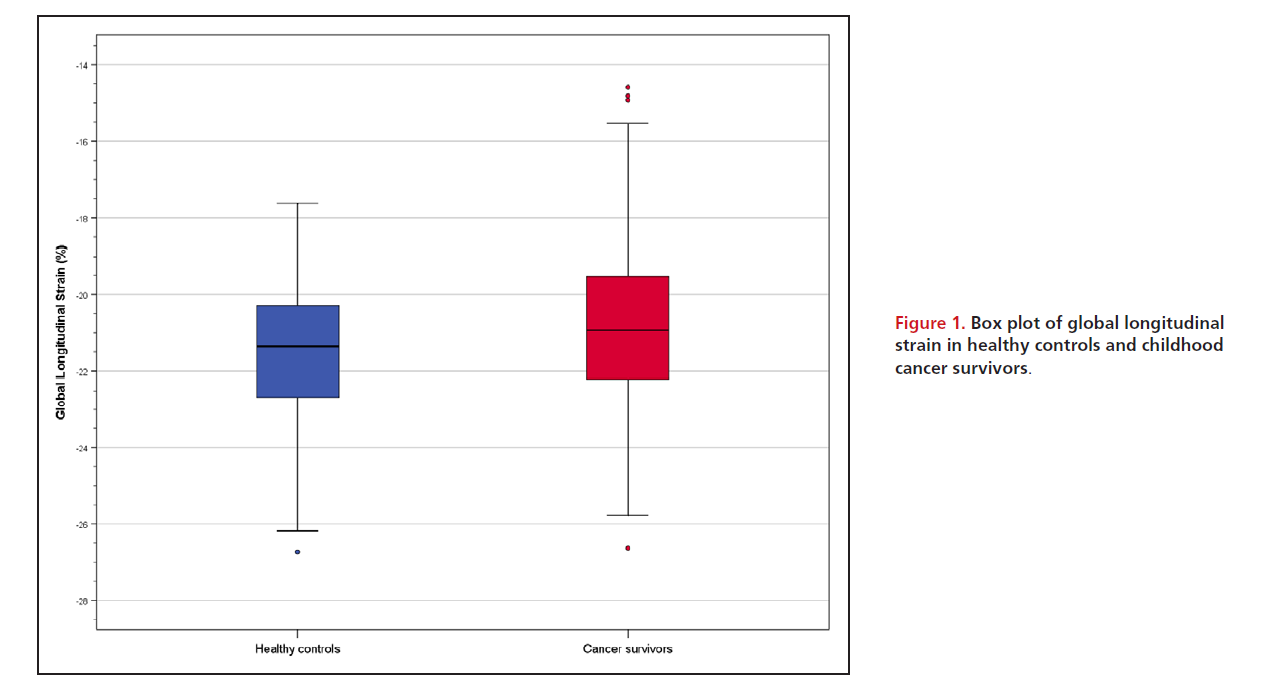 -14
-16
-18
-20
-22
-24
-26
-28
Global Longitudinal Strain (%)
Healthy controls
Cancer survivors
Figure 1. Box plot of global longitudinal
strain in healthy controls and childhood
cancer survivors.